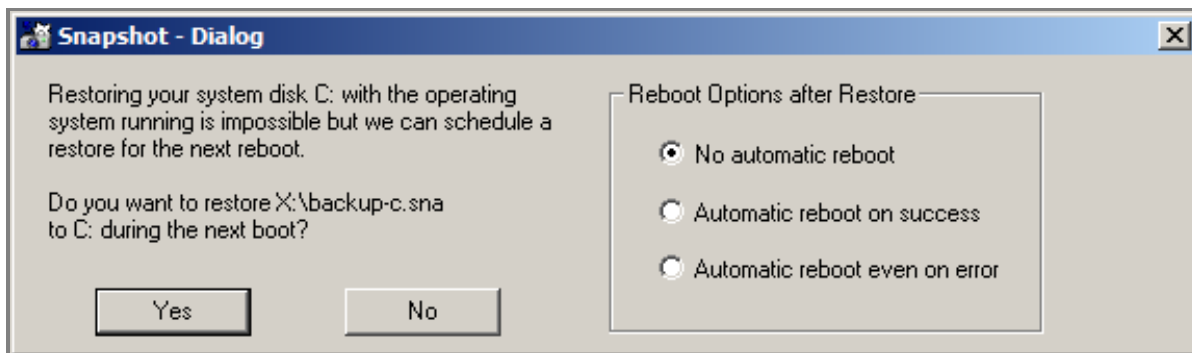 Snapshot - Dialog
Restoring your system disk C: with the operating
system running is impossible but we can schedule a
restore for the next reboot.
Do you want to restore X:\backup-c.sna
to C: during the next boot?
Yes
No
Reboot Options after Restore
No automatic reboot
Automatic reboot on success
Automatic reboot even on error